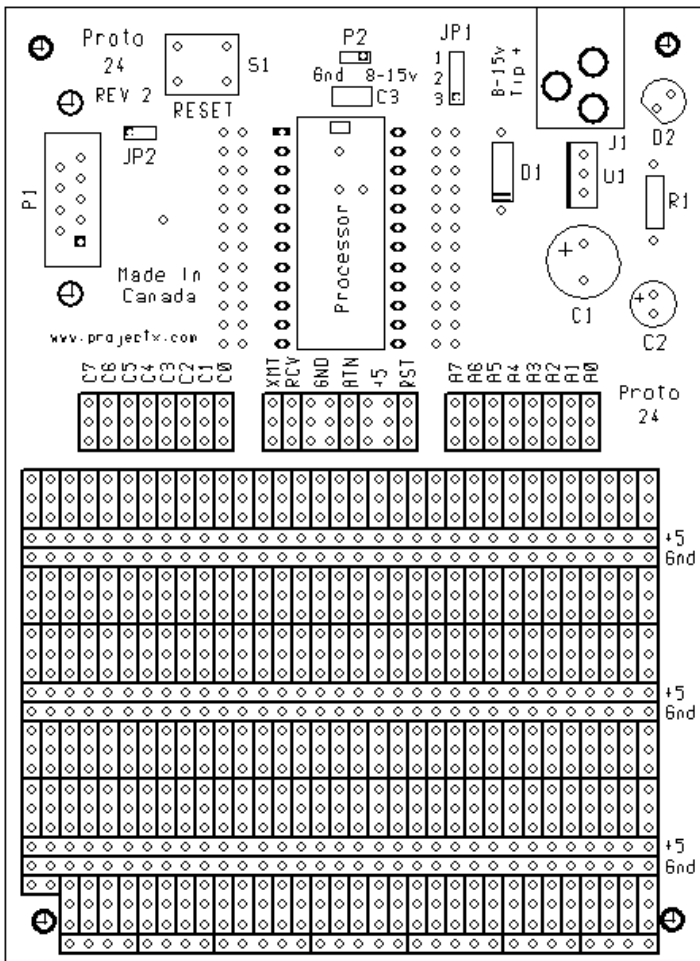 Proto
24
REV 2
S1
RESET
P2
Gnd 8-15v
C3
JP1
1
2
3
8-15v
Tip +
J1
D2
JP2
P1
Processor
D1
U1
R1
+
C1
+
C2
Made In
Canada
www.projectx.com
C7 C6 C5 C4 C3 C2 C1 C0
XMT RCV GND ATN +5 RST
A7 A6 A5 A4 A3 A2 A1 A0
Proto
24
+5
Gnd
+5
Gnd
+5
Gnd